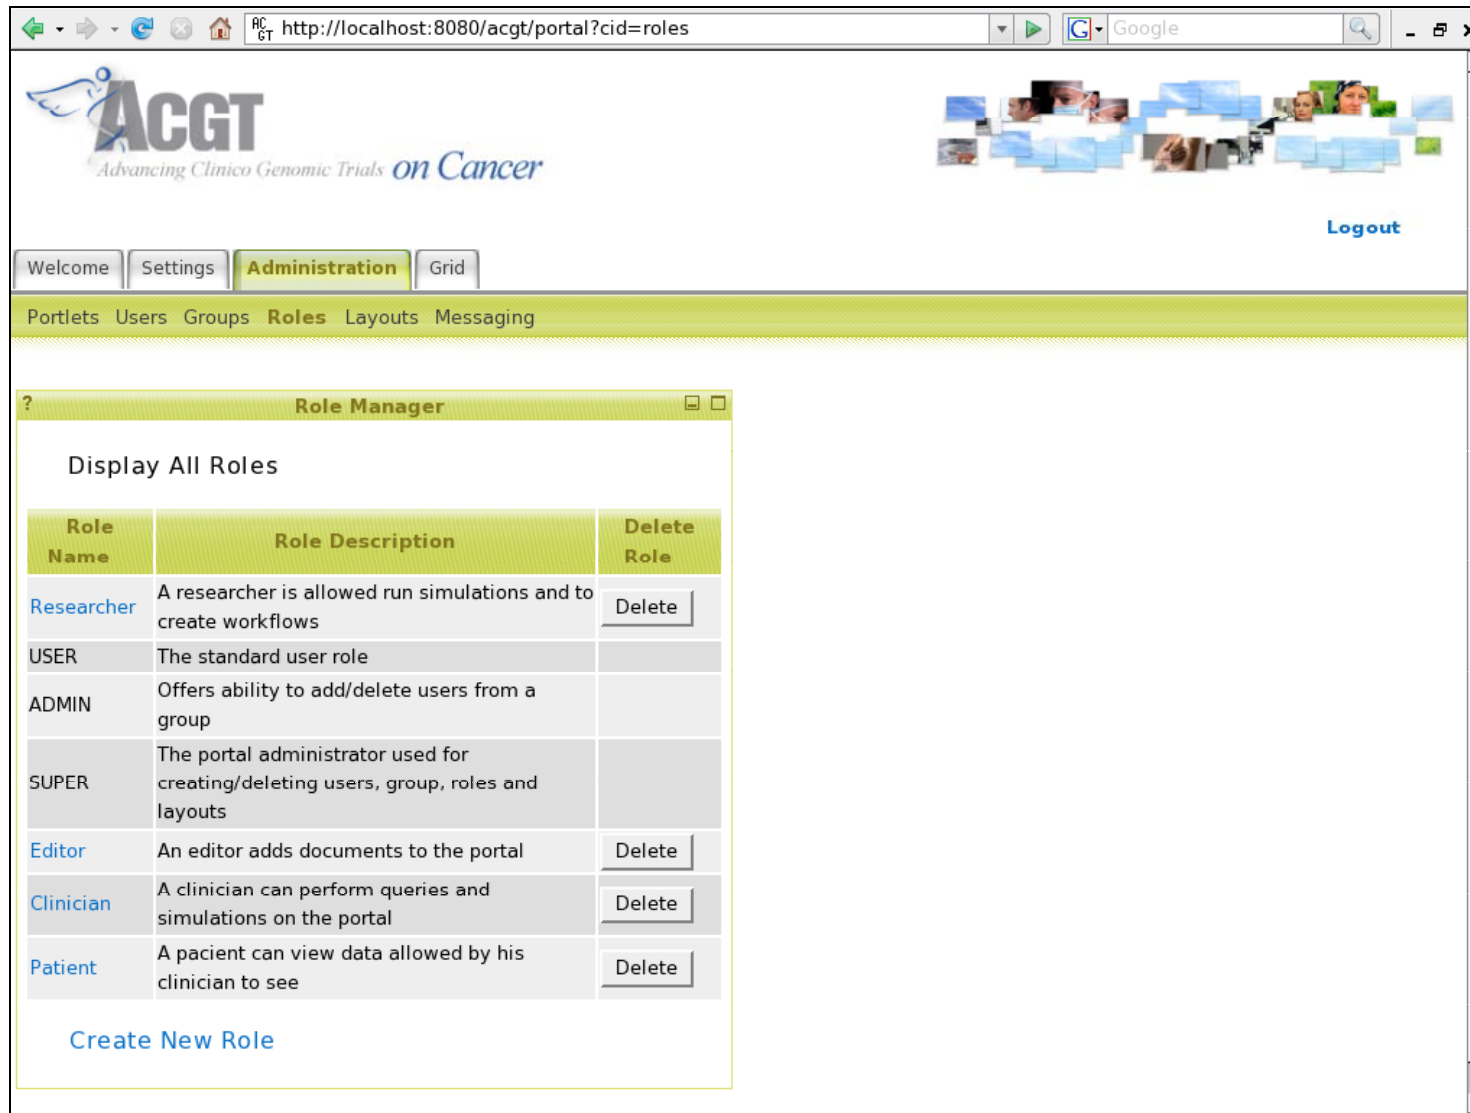 AC
GT http://localhost:8080/acgt/portal?cid=roles
G Google
ACGT
Advancing Clinico Genomic Trials on Cancer
Logout
Welcome Settings Administration Grid
Portlets Users Groups Roles Layouts Messaging
? Role Manager
Display All Roles
Role
Name
Role Description
Delete
Role
Researcher
A researcher is allowed run simulations and to
create workflows
Delete
USER The standard user role
ADMIN
Offers ability to add/delete users from a
group
SUPER
The portal administrator used for
creating/deleting users, group, roles and
layouts
Editor An editor adds documents to the portal Delete
Clinician
A clinician can perform queries and
simulations on the portal
Delete
Patient
A pacient can view data allowed by his
clinician to see
Delete
Create New Role